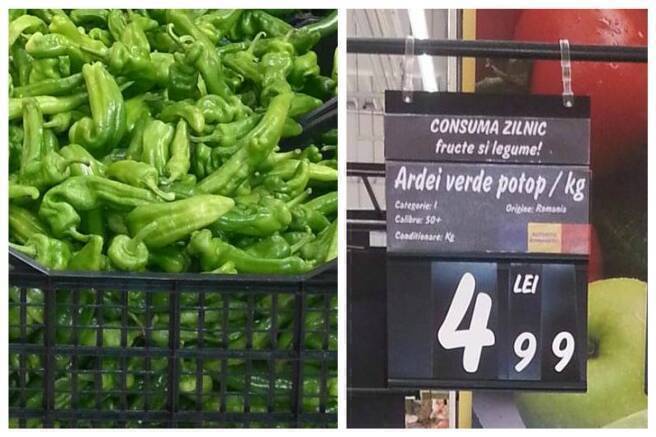 CONSUMA ZILNIC
fructe si legume!
Ardei verde potop / kg
Categorie: I
Origine: Romania
Calibru: 50+
Conditionare: Kg
4 LEI 99